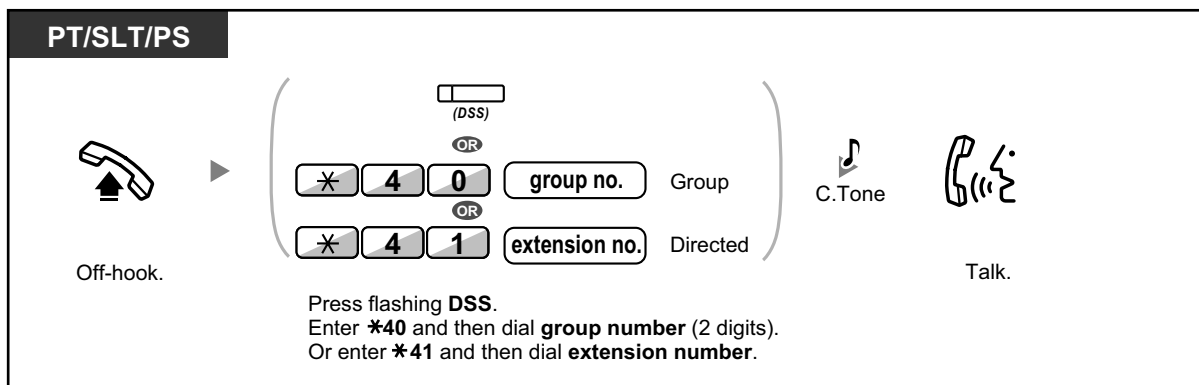 PT/SLT/PS
(DSS)
OR
* 4 0 group no. Group
OR
* 4 1 extension no. Directed
C.Tone
Off-hook.
Talk.
Press flashing DSS.
Enter *40 and then dial group number (2 digits).
Or enter *41 and then dial extension number.